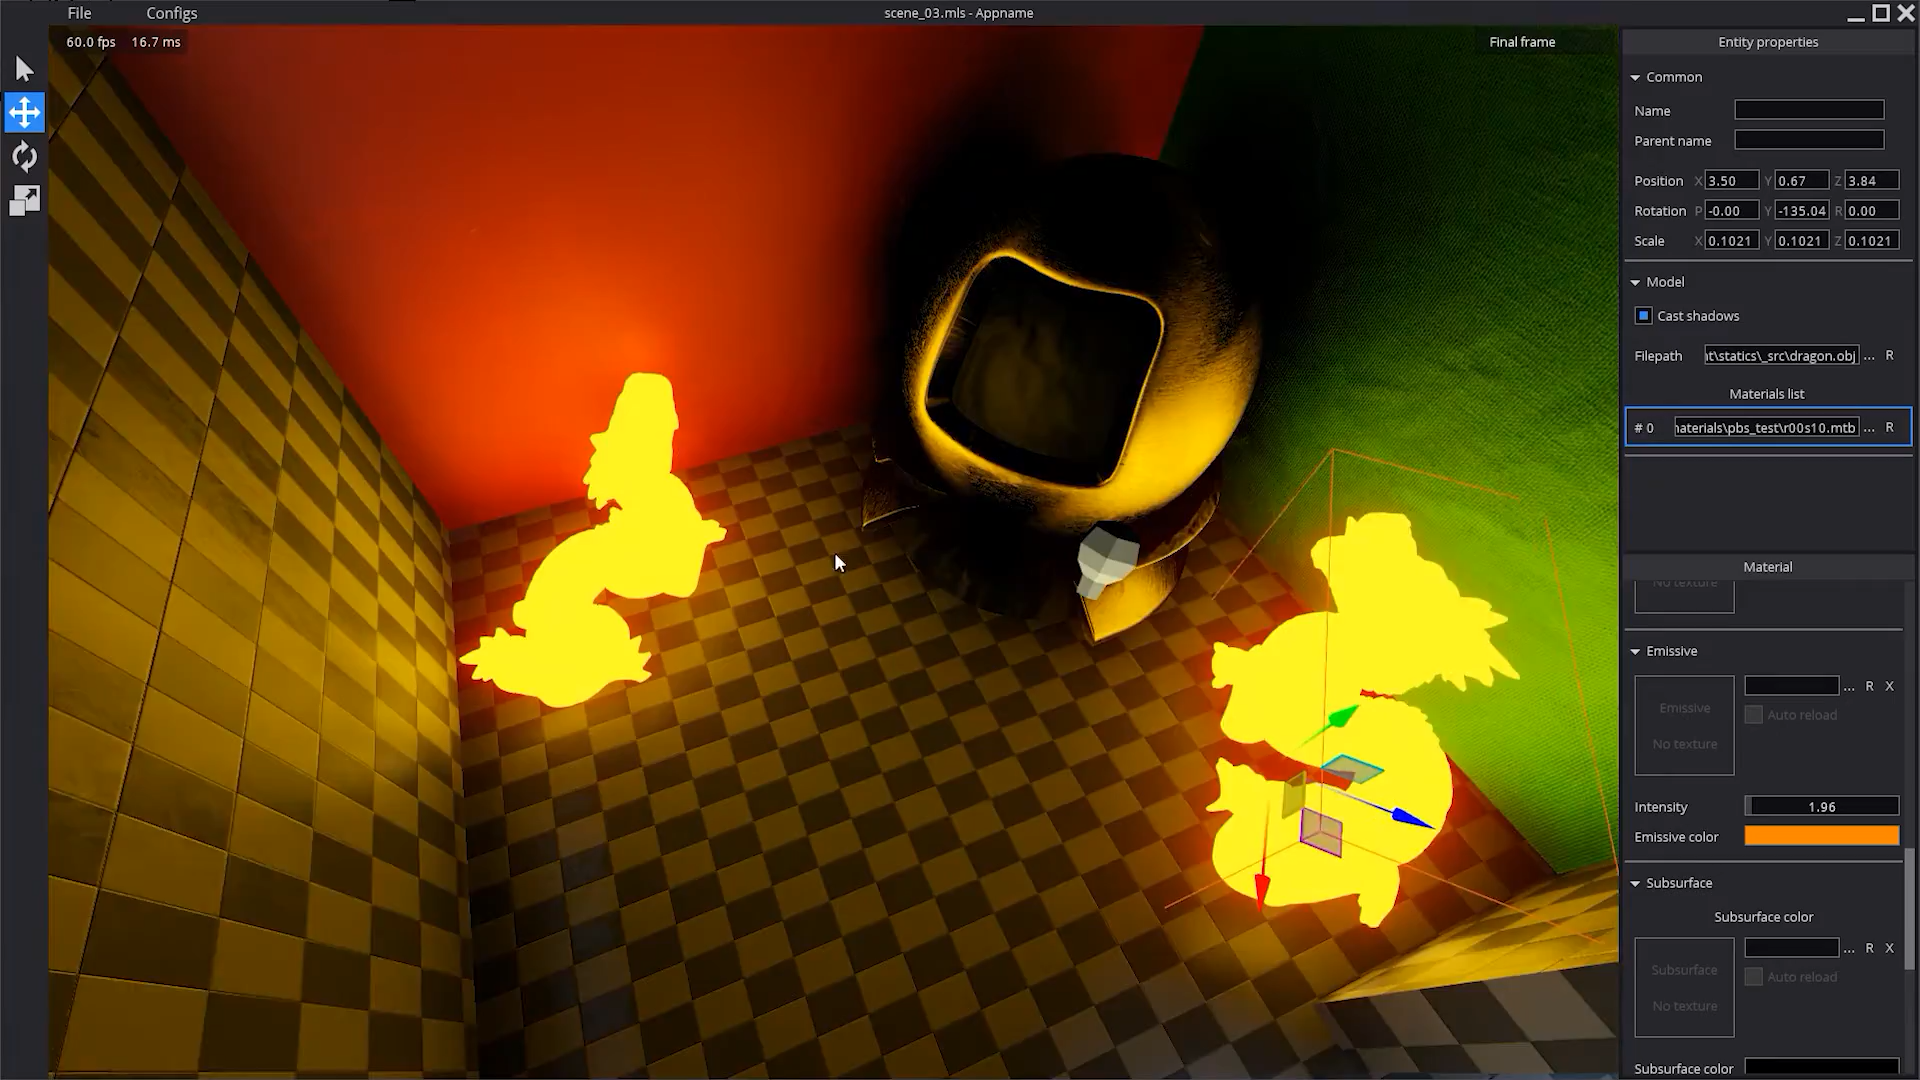 File Configs scene_03.mls - Appname
60.0 fps 16.7 ms Final frame
Entity properties
Common
Name
Parent name
Position X 3.50 Y 0.67 Z 3.84
Rotation P -0.00 Y -135.04 R 0.00
Scale X 0.1021 Y 0.1021 Z 0.1021
Model
Cast shadows
Filepath ıt\statics\_src\dragon.obj ... R
Materials list
# 0 naterials\pbs_test\r00s10.mtb ... R
Material
No texture
Emissive
... R X
Emissive Auto reload
No texture
Intensity 1.96
Emissive color
Subsurface
Subsurface color
... R X
Subsurface Auto reload
No texture
Subsurface color